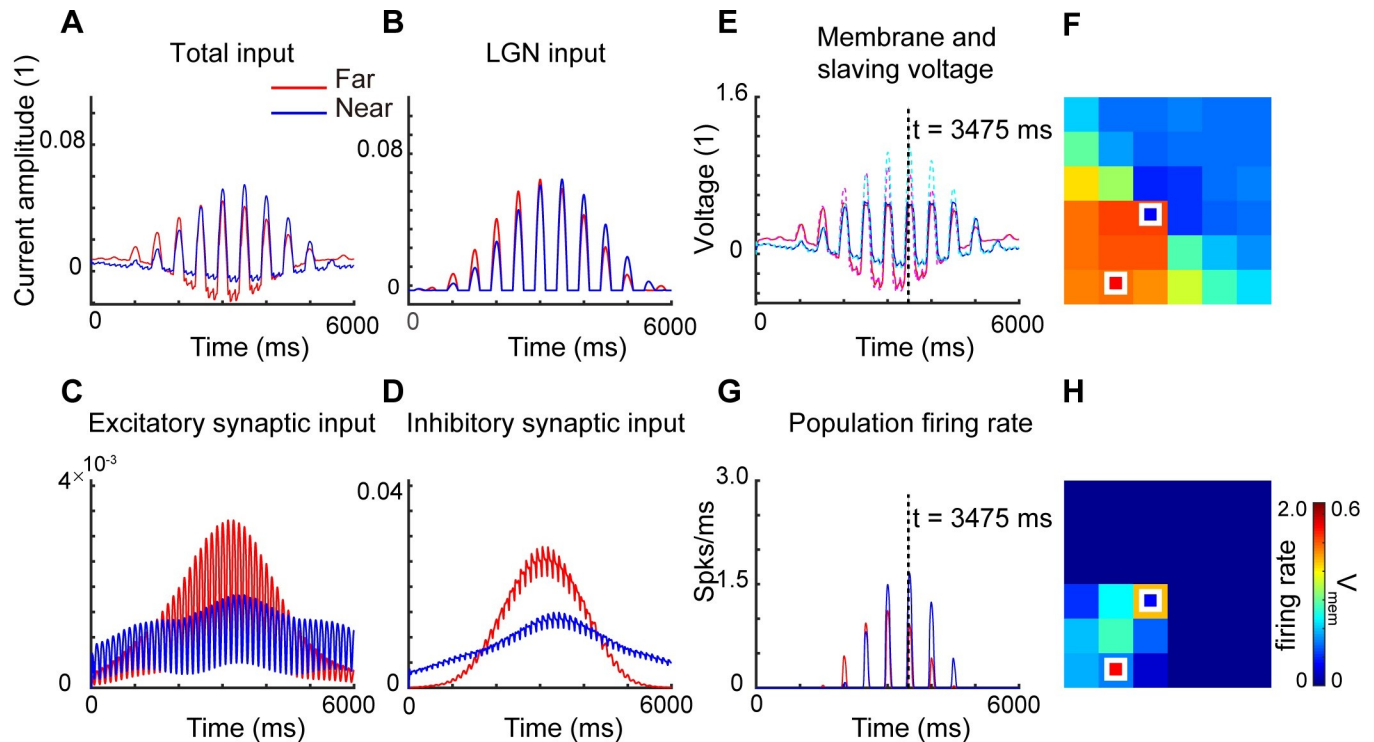 A
Total input
Current amplitude (1)
0.08
0
0
6000
Time (ms)
Far
Near
B
LGN input
0.08
0
0
6000
Time (ms)
E
Membrane and
slaving voltage
Voltage (1)
1.6
0
t = 3475 ms
0
6000
Time (ms)
F
C
Excitatory synaptic input
4×10-3
0
0
6000
Time (ms)
D
Inhibitory synaptic input
0.04
0
0
6000
Time (ms)
G
Population firing rate
Spks/ms
3.0
1.5
0
t = 3475 ms
0
6000
Time (ms)
H
firing rate
2.0
0
0.6
0
Vmem